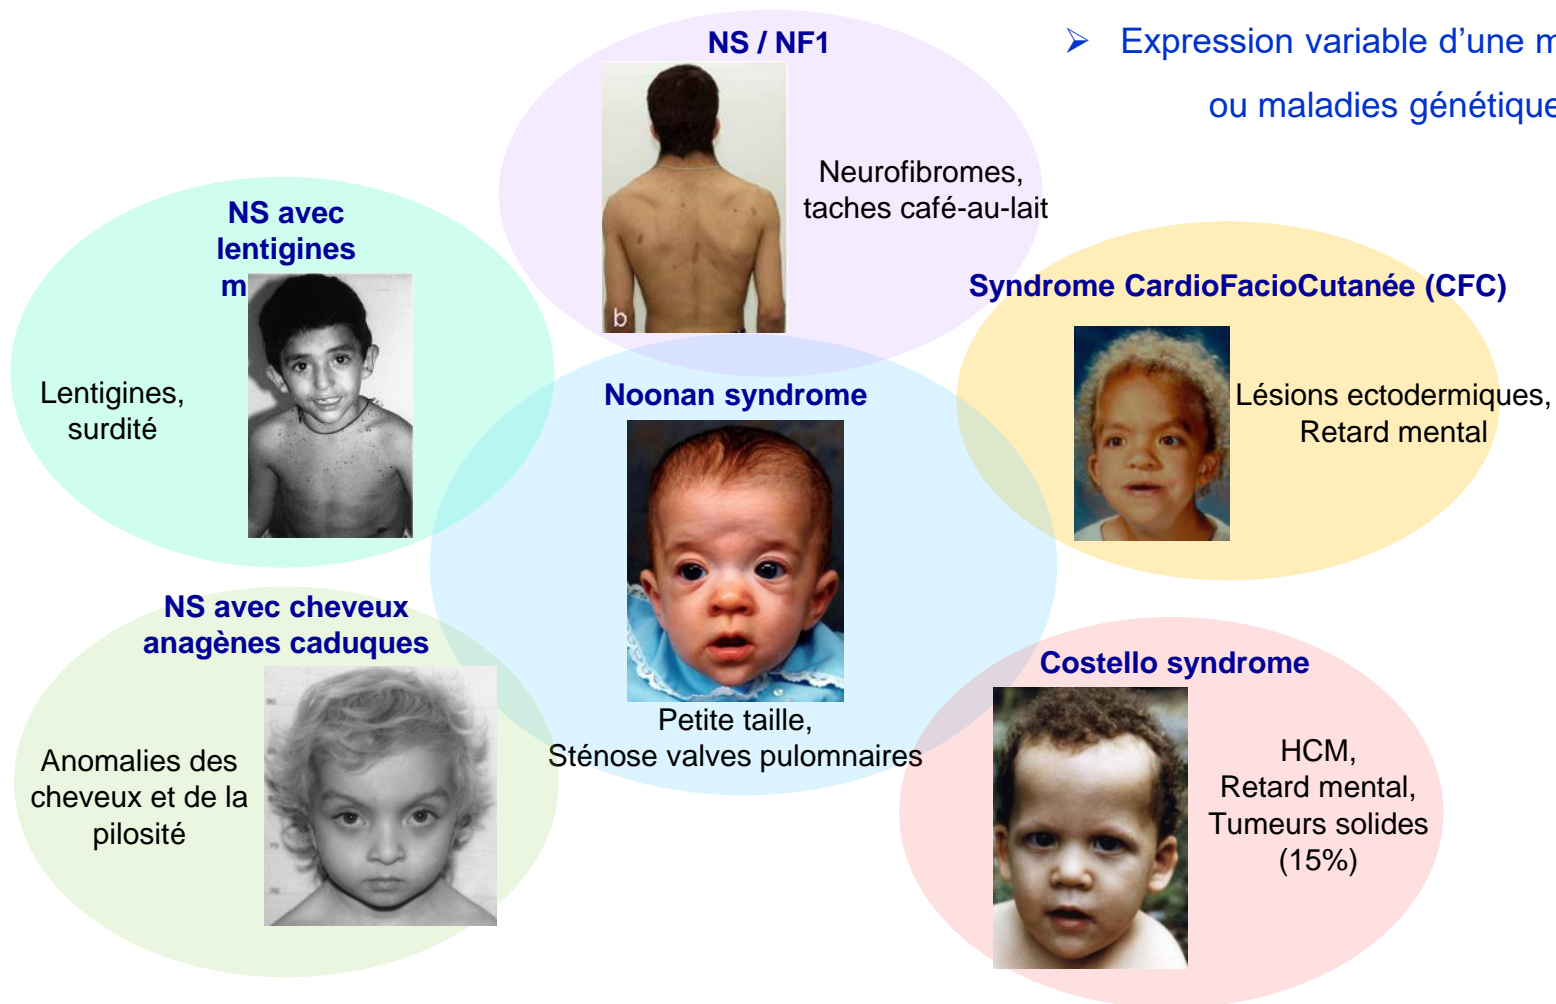 NS / NF1
Expression variable d'une m
ou maladies génétique
Neurofibromes,
taches café-au-lait
b
NS avec
lentigines
m
Lentigines,
surdité
Syndrome CardioFacioCutanée (CFC)
Lésions ectodermiques,
Retard mental
Noonan syndrome
Petite taille,
Sténose valves pulomnaires
NS avec cheveux
anagènes caduques
Anomalies des
cheveux et de la
pilosité
Costello syndrome
HCM,
Retard mental,
Tumeurs solides
(15%)